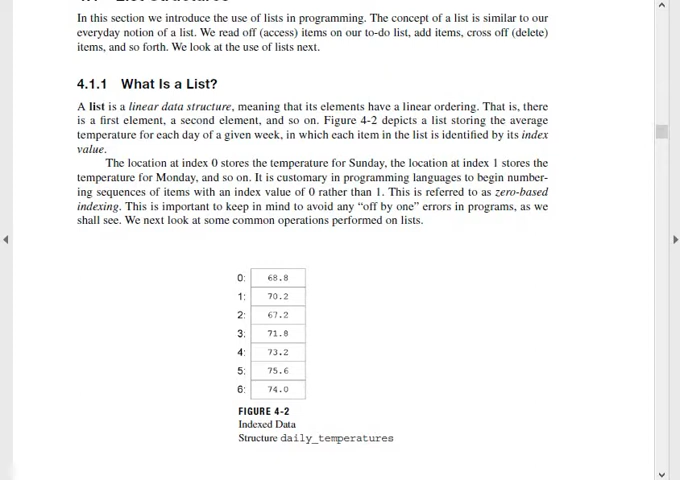 In this section we introduce the use of lists in programming. The concept of a list is similar to our
everyday notion of a list. We read off (access) items on our to-do list, add items, cross off (delete)
items, and so forth. We look at the use of lists next.
4.1.1 What Is a List?
A list is a linear data structure, meaning that its elements have a linear ordering. That is, there
is a first element, a second element, and so on. Figure 4-2 depicts a list storing the average
temperature for each day of a given week, in which each item in the list is identified by its index
value.
The location at index 0 stores the temperature for Sunday, the location at index 1 stores the
temperature for Monday, and so on. It is customary in programming languages to begin number-
ing sequences of items with an index value of 0 rather than 1. This is referred to as zero-based
indexing. This is important to keep in mind to avoid any “off by one” errors in programs, as we
shall see. We next look at some common operations performed on lists.
0: 68.8
1: 70.2
2: 67.2
3: 71.8
4: 73.2
5: 75.6
6: 74.0
FIGURE 4-2
Indexed Data
Structure daily_temperatures